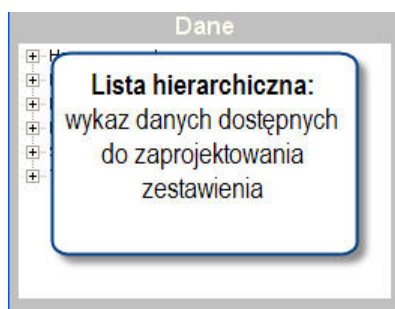 Dane
Lista hierarchiczna:
wykaz danych dostępnych
do zaprojektowania
zestawienia